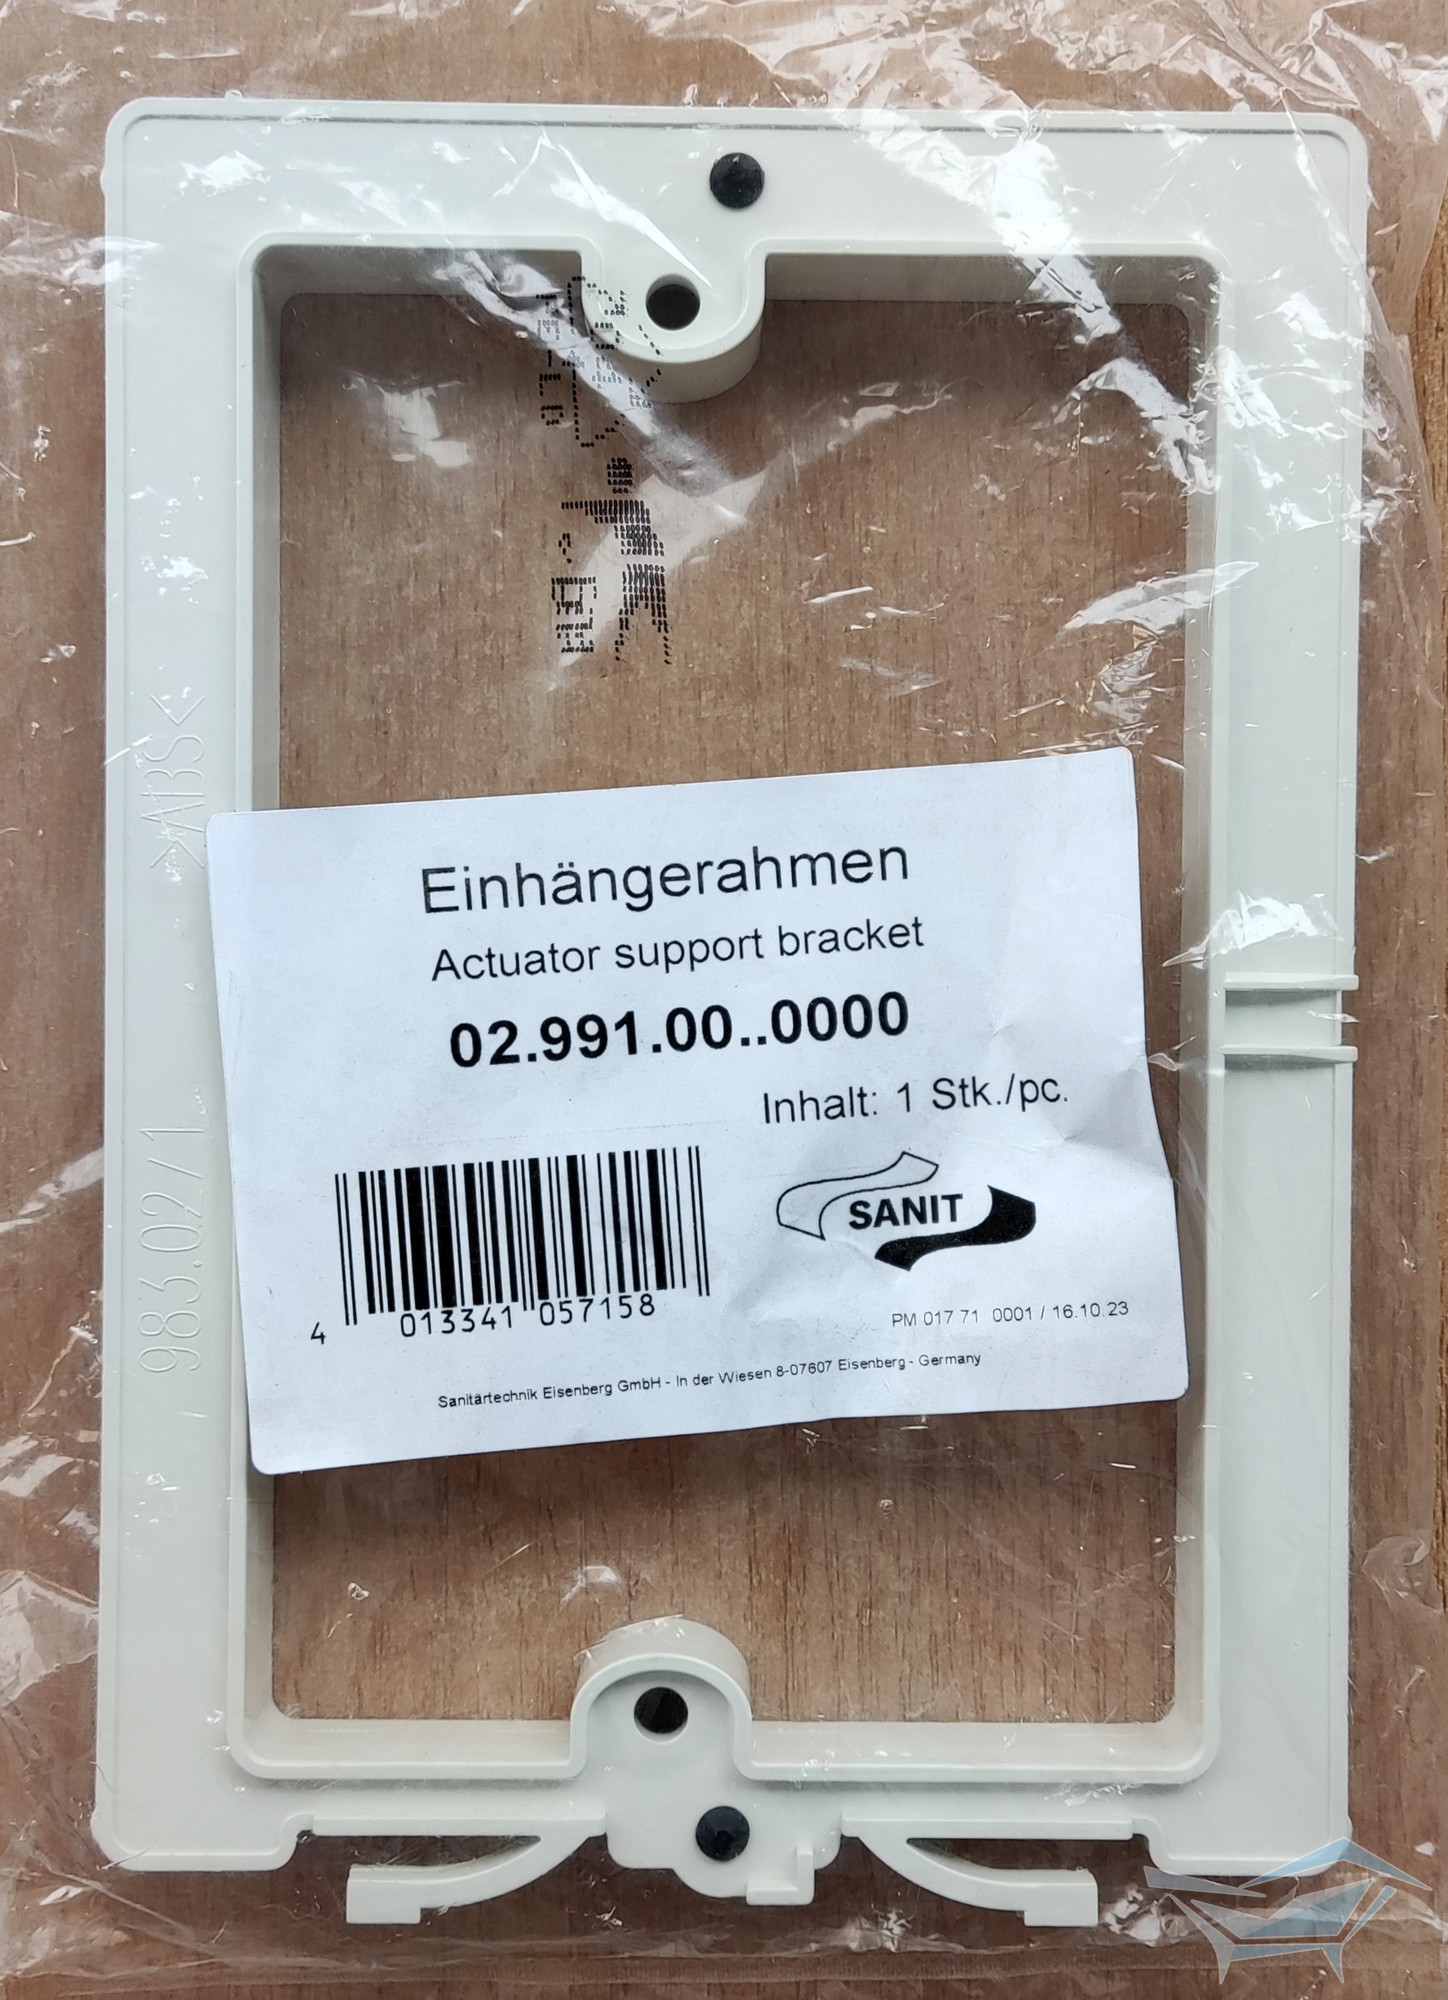 Einhängerahmen
Actuator support bracket
02.991.00..0000
Inhalt: 1 Stk./pc.
4 013341 057158
SANIT
PM 017 71 0001 / 16.10.23
Sanitärtechnik Eisenberg GmbH - In der Wiesen 8-07607 Eisenberg - Germany
>ABS<
983.02/1